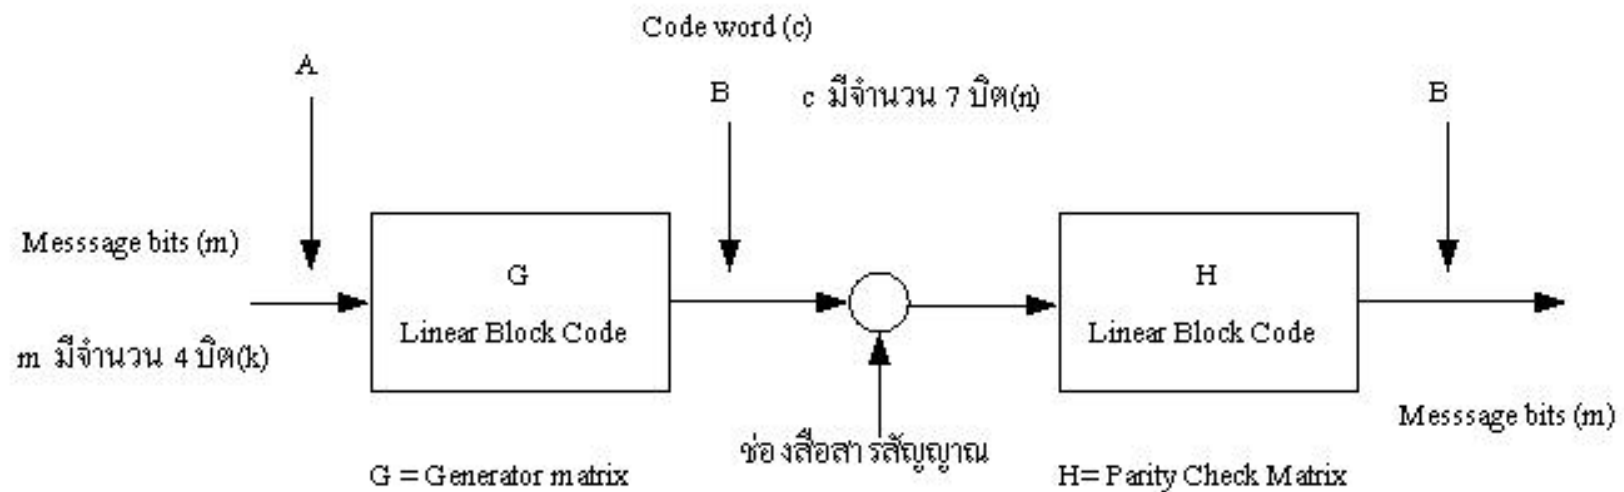 Code word (c)
A
B
c มีจำนวน 7 บิต(n)
B
Messsage bits (m)
G
Linear Block Code
H
Linear Block Code
m มีจำนวน 4 บิต(k)
Messsage bits (m)
ช่องสื่อสารสัญญาณ
G = Generator matrix
H= Parity Check Matrix